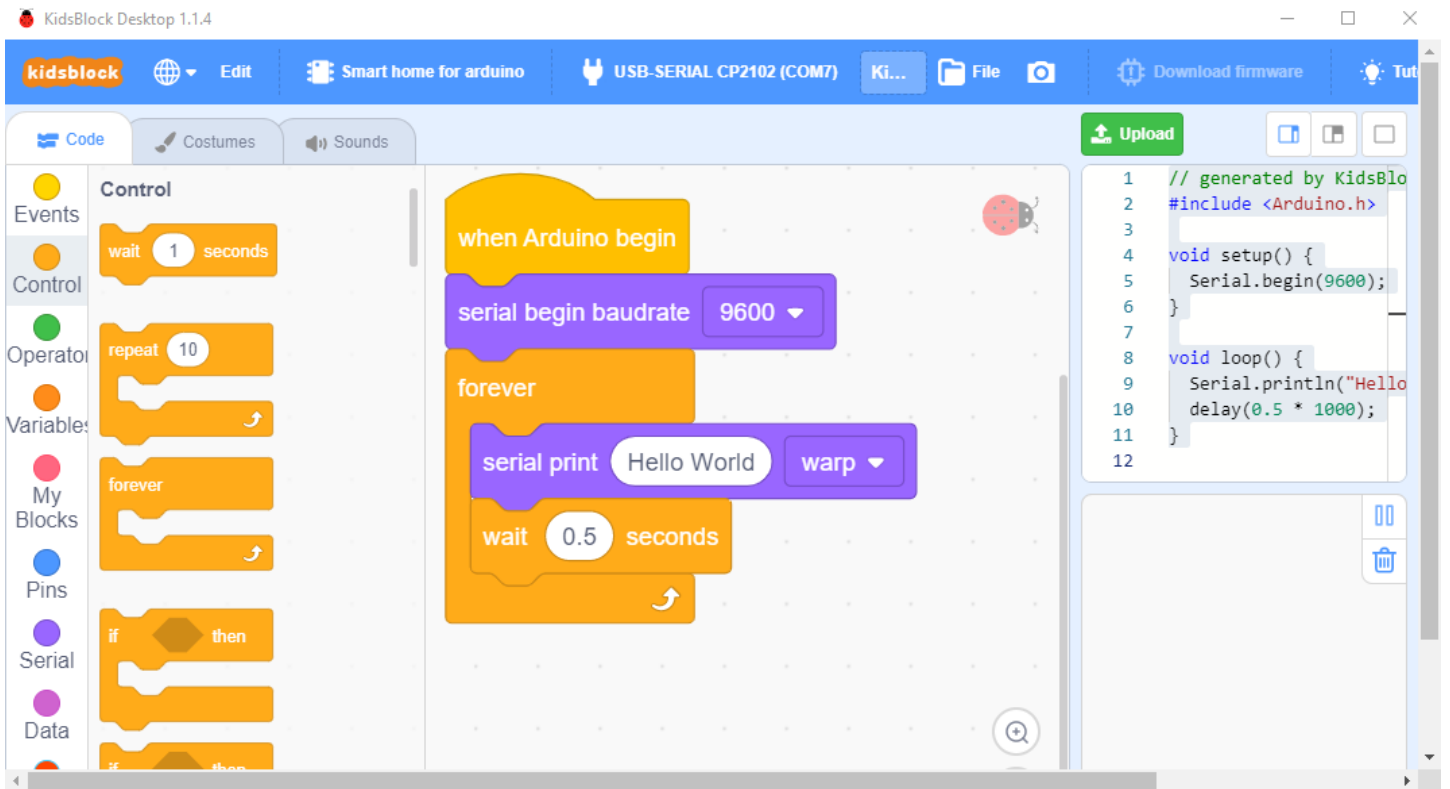 KidsBlock Desktop 1.1.4
kidsblock Edit Smart home for arduino USB-SERIAL CP2102 (COM7) Ki... File Download firmware Tut
Code Costumes Sounds Upload
Events
Control
Operator
Variables
My
Blocks
Pins
Serial
Data
Control
wait 1 seconds
repeat 10
forever
if then
if then
when Arduino begin
serial begin baudrate 9600
forever
serial print Hello World warp
wait 0.5 seconds
1 // generated by KidsBlo
2 #include <Arduino.h>
3
4 void setup() {
5 Serial.begin(9600);
6 }
7
8 void loop() {
9 Serial.println("Hello
10 delay(0.5 * 1000);
11 }
12